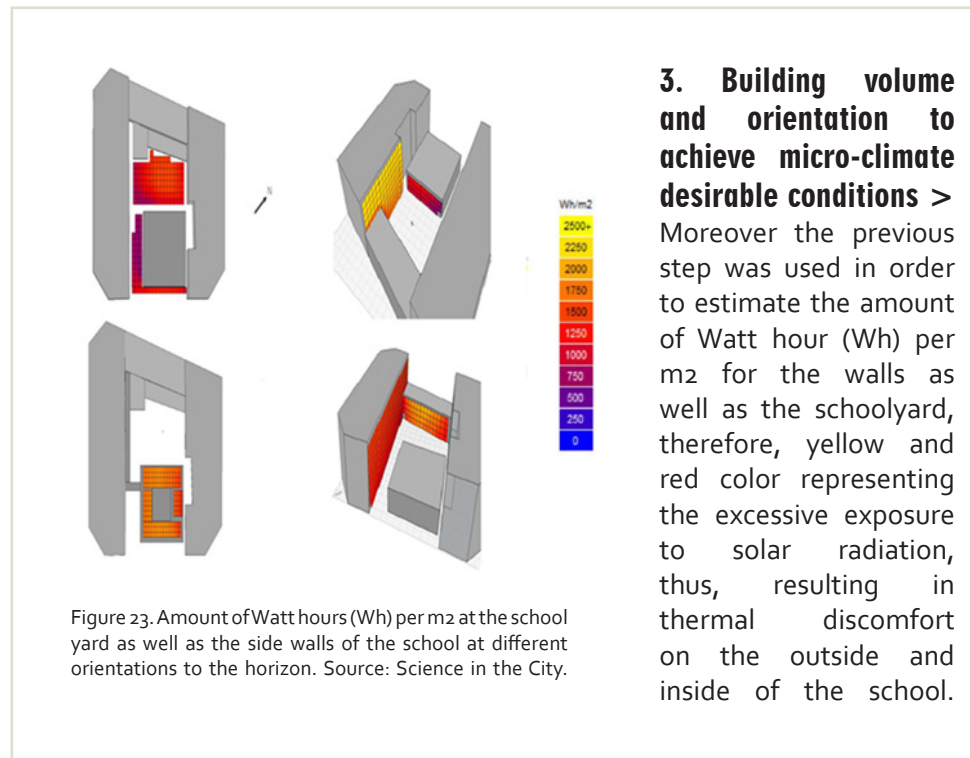 N
Wh/m2
2500+
2250
2000
1750
1500
1250
1000
750
500
250
0
Figure 23. Amount of Watt hours (Wh) per m2 at the school
yard as well as the side walls of the school at different
orientations to the horizon. Source: Science in the City.
3. Building volume
and orientation to
achieve micro-climate
desirable conditions >
Moreover the previous
step was used in order
to estimate the amount
of Watt hour (Wh) per
m2 for the walls as
well as the schoolyard,
therefore, yellow and
red color representing
the excessive exposure
to solar radiation,
thus, resulting in
thermal discomfort
on the outside and
inside of the school.